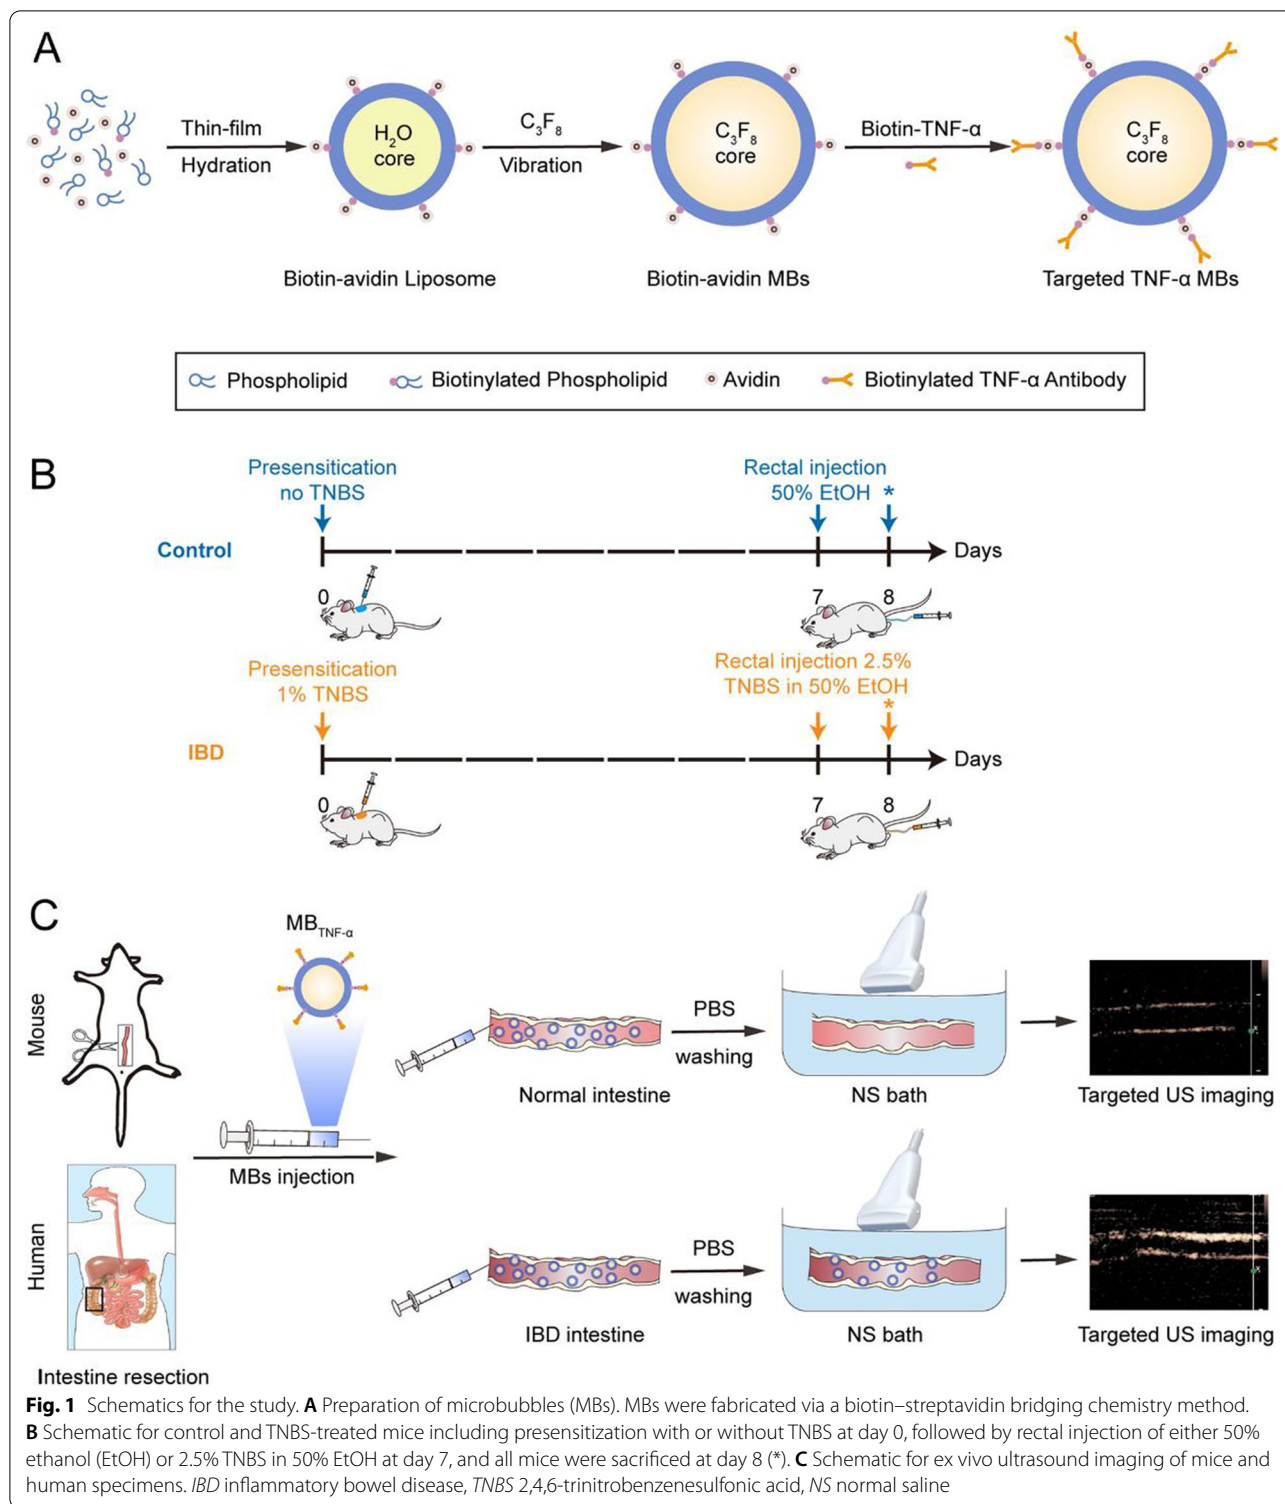 A
Thin-film
Hydration
H2O
core
C3F8
Vibration
C3F8
core
Biotin-TNF-α
C3F8
core
Biotin-avidin Liposome
Biotin-avidin MBs
Targeted TNF-α MBs
Phospholipid
Biotinylated Phospholipid
Avidin
Biotinylated TNF-α Antibody
B
Presensitication
no TNBS
Rectal injection
50% EtOH *
Control
Days
0
7
8
Presensitication
1% TNBS
Rectal injection 2.5%
TNBS in 50% EtOH
*
IBD
Days
0
7
8
C
Mouse
MBTNF-α
PBS
washing
Normal intestine
NS bath
Targeted US imaging
MBs injection
Human
PBS
washing
IBD intestine
NS bath
Targeted US imaging
Intestine resection
Fig. 1 Schematics for the study. A Preparation of microbubbles (MBs). MBs were fabricated via a biotin–streptavidin bridging chemistry method.
B Schematic for control and TNBS-treated mice including presensitization with or without TNBS at day 0, followed by rectal injection of either 50%
ethanol (EtOH) or 2.5% TNBS in 50% EtOH at day 7, and all mice were sacrificed at day 8 (*). C Schematic for ex vivo ultrasound imaging of mice and
human specimens. IBD inflammatory bowel disease, TNBS 2,4,6-trinitrobenzenesulfonic acid, NS normal saline